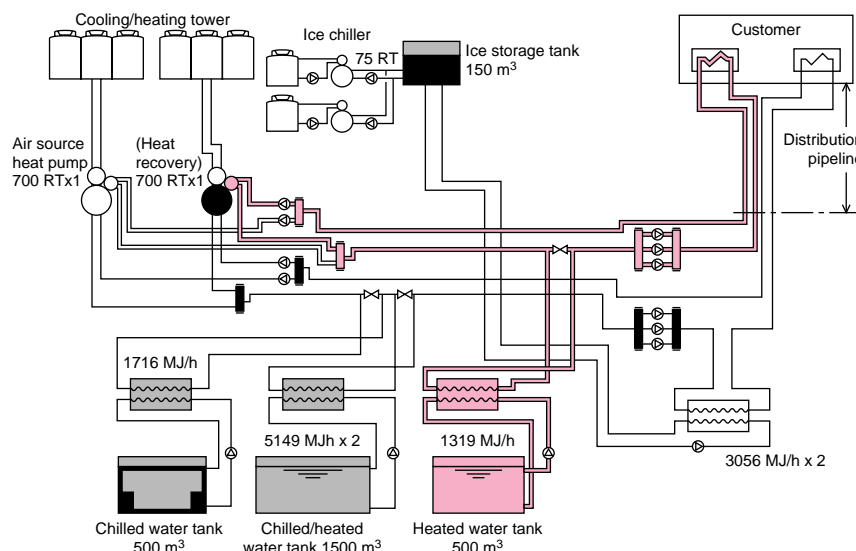 Cooling/heating tower
Ice chiller
75 RT
Ice storage tank
150 m³
Customer
Distribution
pipeline
Air source
heat pump
700 RTx1
(Heat
recovery)
700 RTx1
1716 MJ/h
5149 MJh x 2
1319 MJ/h
3056 MJ/h x 2
Chilled water tank
500 m³
Chilled/heated
water tank 1500 m³
Heated water tank
500 m³